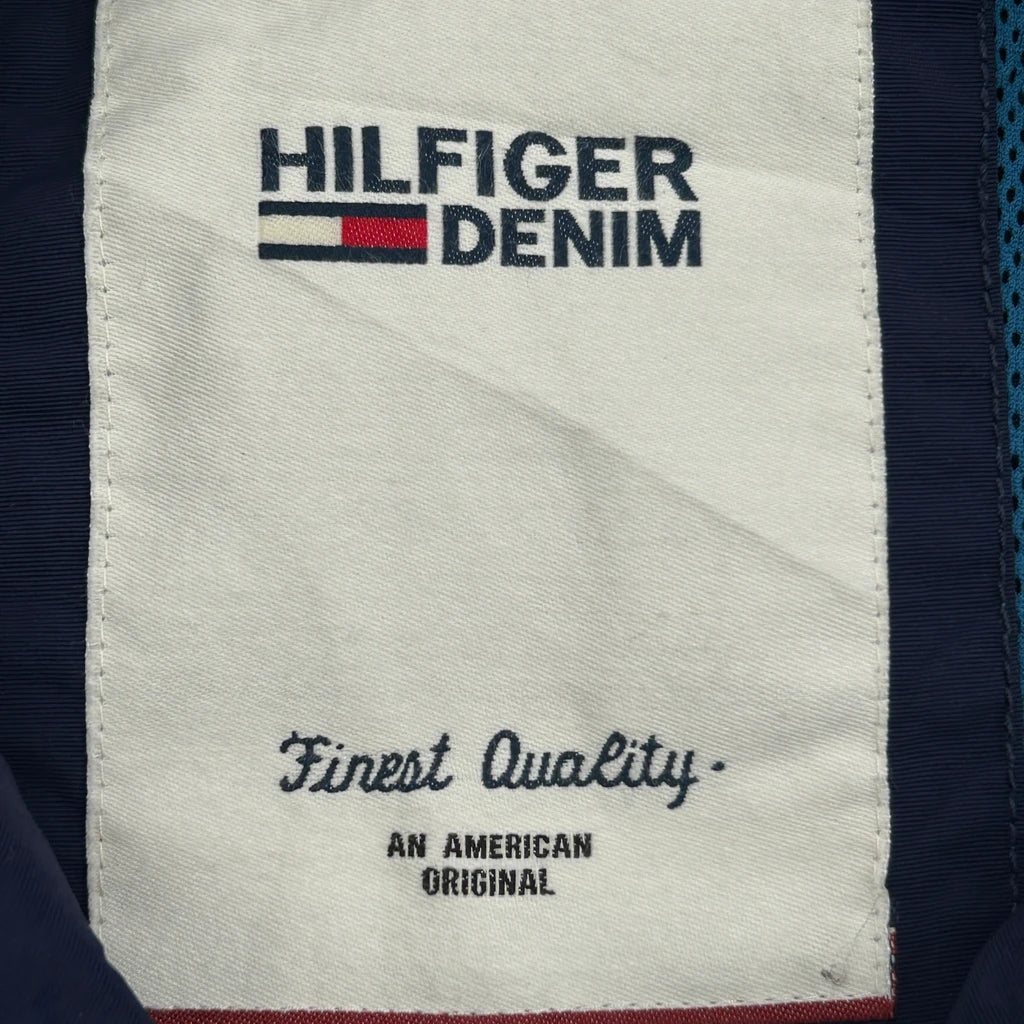 HILFIGER
DENIM
Finest Quality.
AN AMERICAN
ORIGINAL